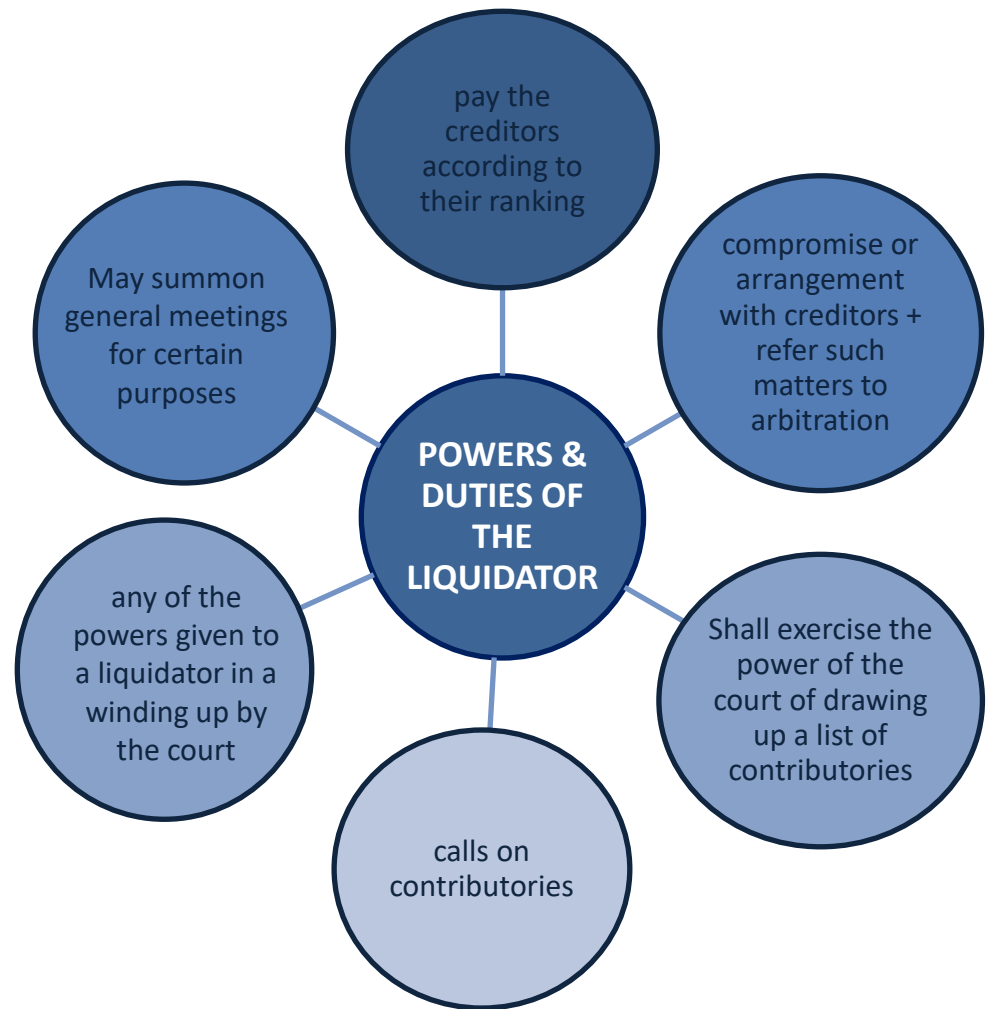 pay the
creditors
according to
their ranking
compromise or
arrangement
with creditors +
refer such
matters to
arbitration
Shall exercise the
power of the
court of drawing
up a list of
contributories
calls on
contributories
any of the
powers given to
a liquidator in a
winding up by
the court
May summon
general meetings
for certain
purposes
POWERS &
DUTIES OF
THE
LIQUIDATOR